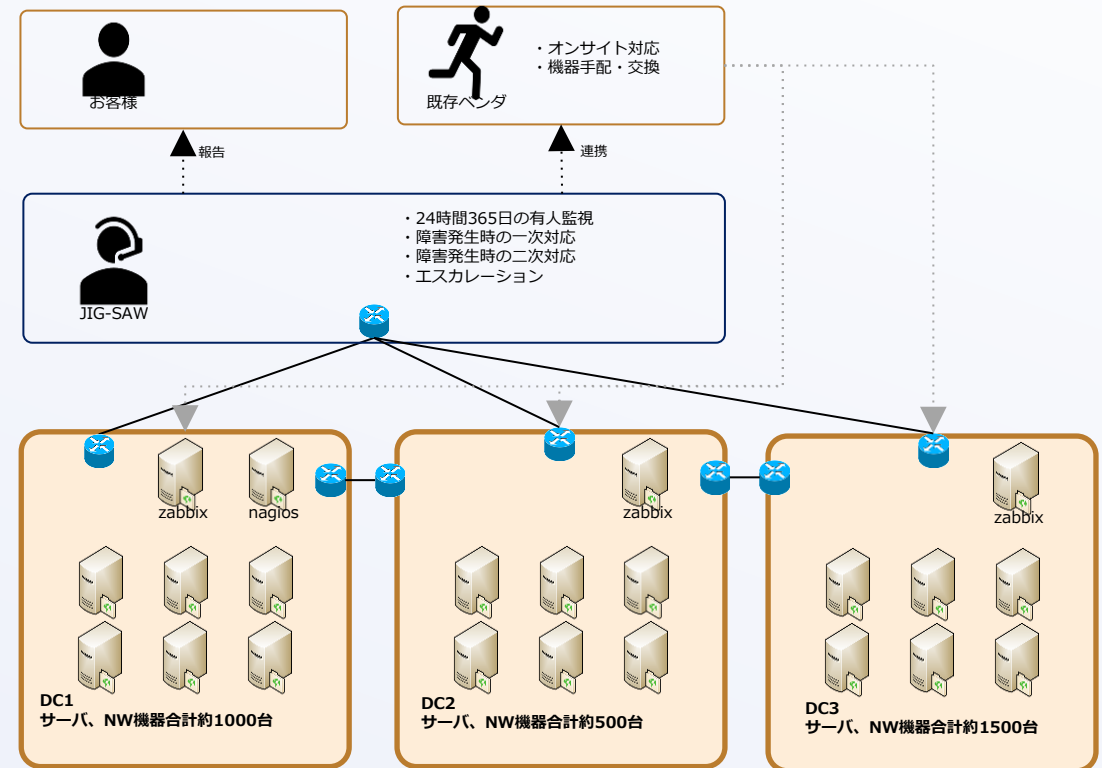 お客様
・オンサイト対応
・機器手配・交換
既存ベンダ
報告
連携
・24時間365日の有人監視
・障害発生時の一次対応
・障害発生時の二次対応
・エスカレーション
JIG-SAW
zabbix
nagios
zabbix
zabbix
DC1
サーバ、NW機器合計約1000台
DC2
サーバ、NW機器合計約500台
DC3
サーバ、NW機器合計約1500台